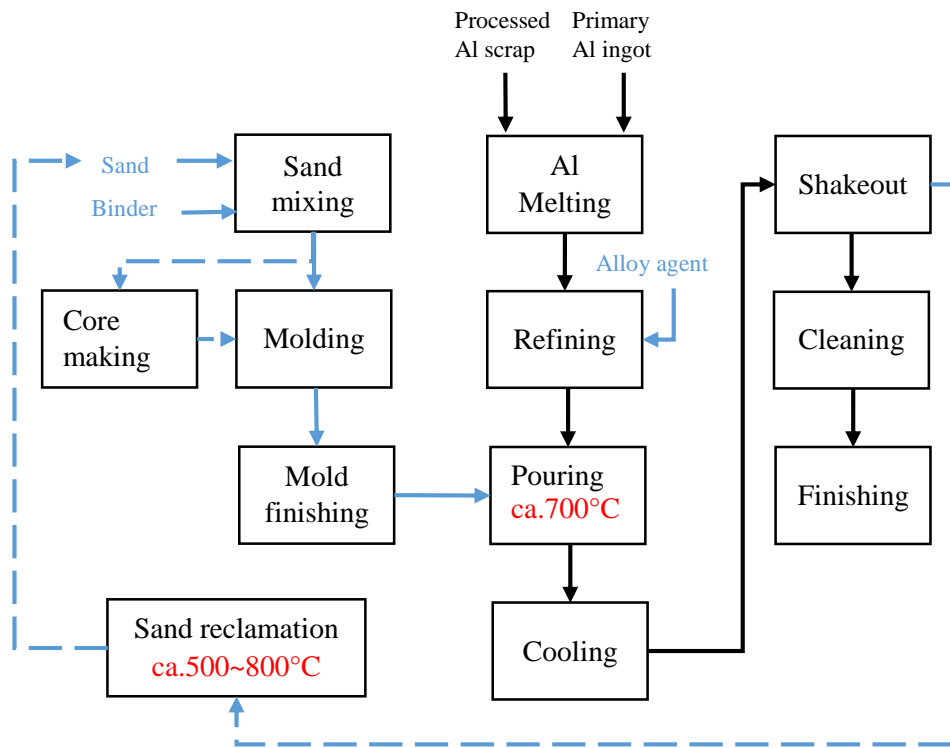 Processed
Al scrap
Primary
Al ingot
Sand
Binder
Sand
mixing
Al
Melting
Shakeout
Alloy agent
Core
making
Molding
Refining
Cleaning
Mold
finishing
Pouring
ca.700°C
Finishing
Sand reclamation
ca.500~800°C
Cooling